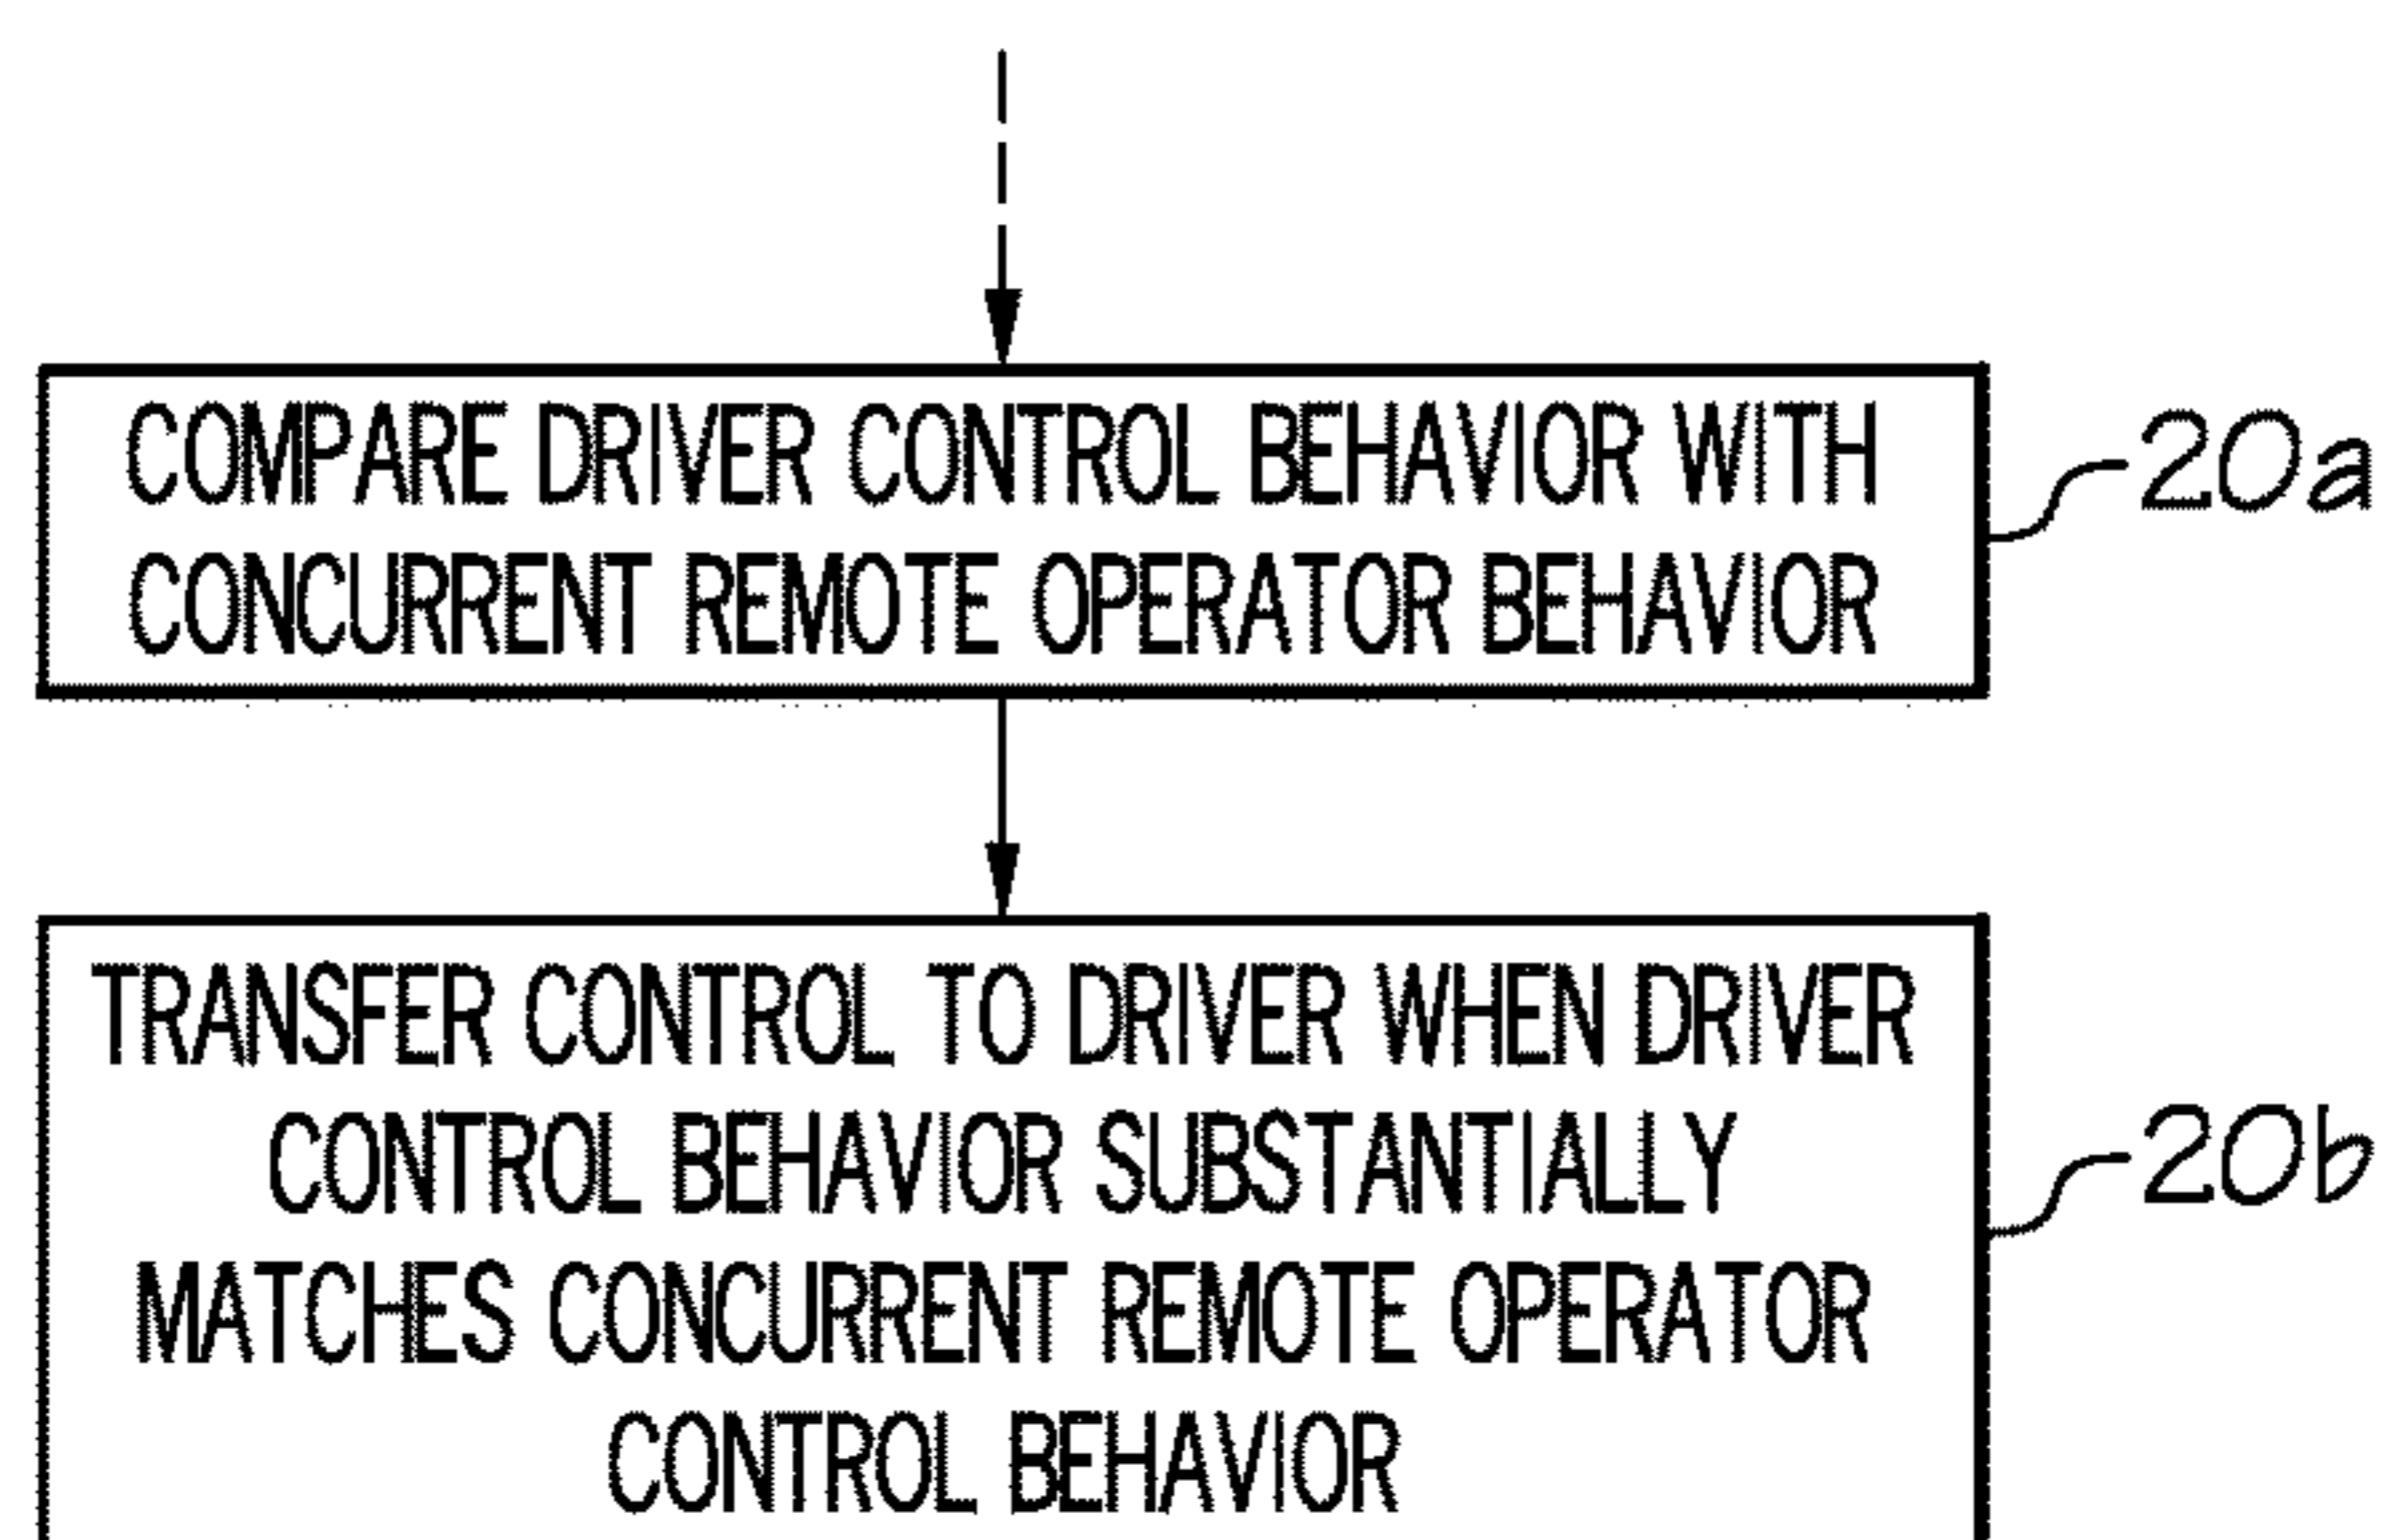 COMPARE DRIVER CONTROL BEHAVIOR WITH
CONCURRENT REMOTE OPERATOR BEHAVIOR
20a
TRANSFER CONTROL TO DRIVER WHEN DRIVER
CONTROL BEHAVIOR SUBSTANTIALLY
MATCHES CONCURRENT REMOTE OPERATOR
CONTROL BEHAVIOR
20b